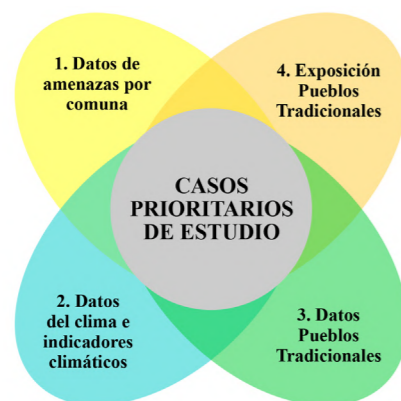 1. Datos de
amenazas por
comuna
4. Exposición
Pueblos
Tradicionales
CASOS
PRIORITARIOS
DE ESTUDIO
2. Datos
del clima e
indicadores
climáticos
3. Datos
Pueblos
Tradicionales